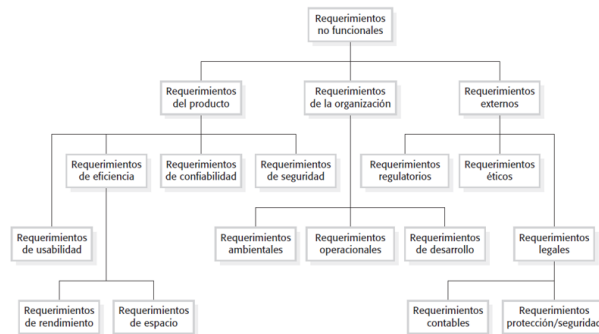 Requerimientos
no funcionales
Requerimientos
del producto
Requerimientos
de la organización
Requerimientos
externos
Requerimientos
de eficiencia
Requerimientos
de confiabilidad
Requerimientos
de seguridad
Requerimientos
regulatorios
Requerimientos
éticos
Requerimientos
de usabilidad
Requerimientos
ambientales
Requerimientos
operacionales
Requerimientos
de desarrollo
Requerimientos
legales
Requerimientos
de rendimiento
Requerimientos
de espacio
Requerimientos
contables
Requerimientos
protección/seguridad